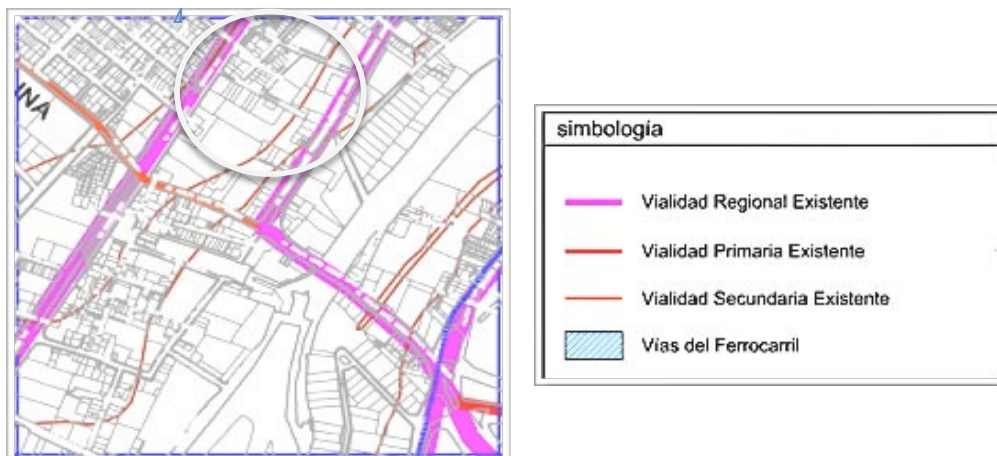 INA
simbología
Vialidad Regional Existente
Vialidad Primaria Existente
Vialidad Secundaria Existente
Vías del Ferrocarril